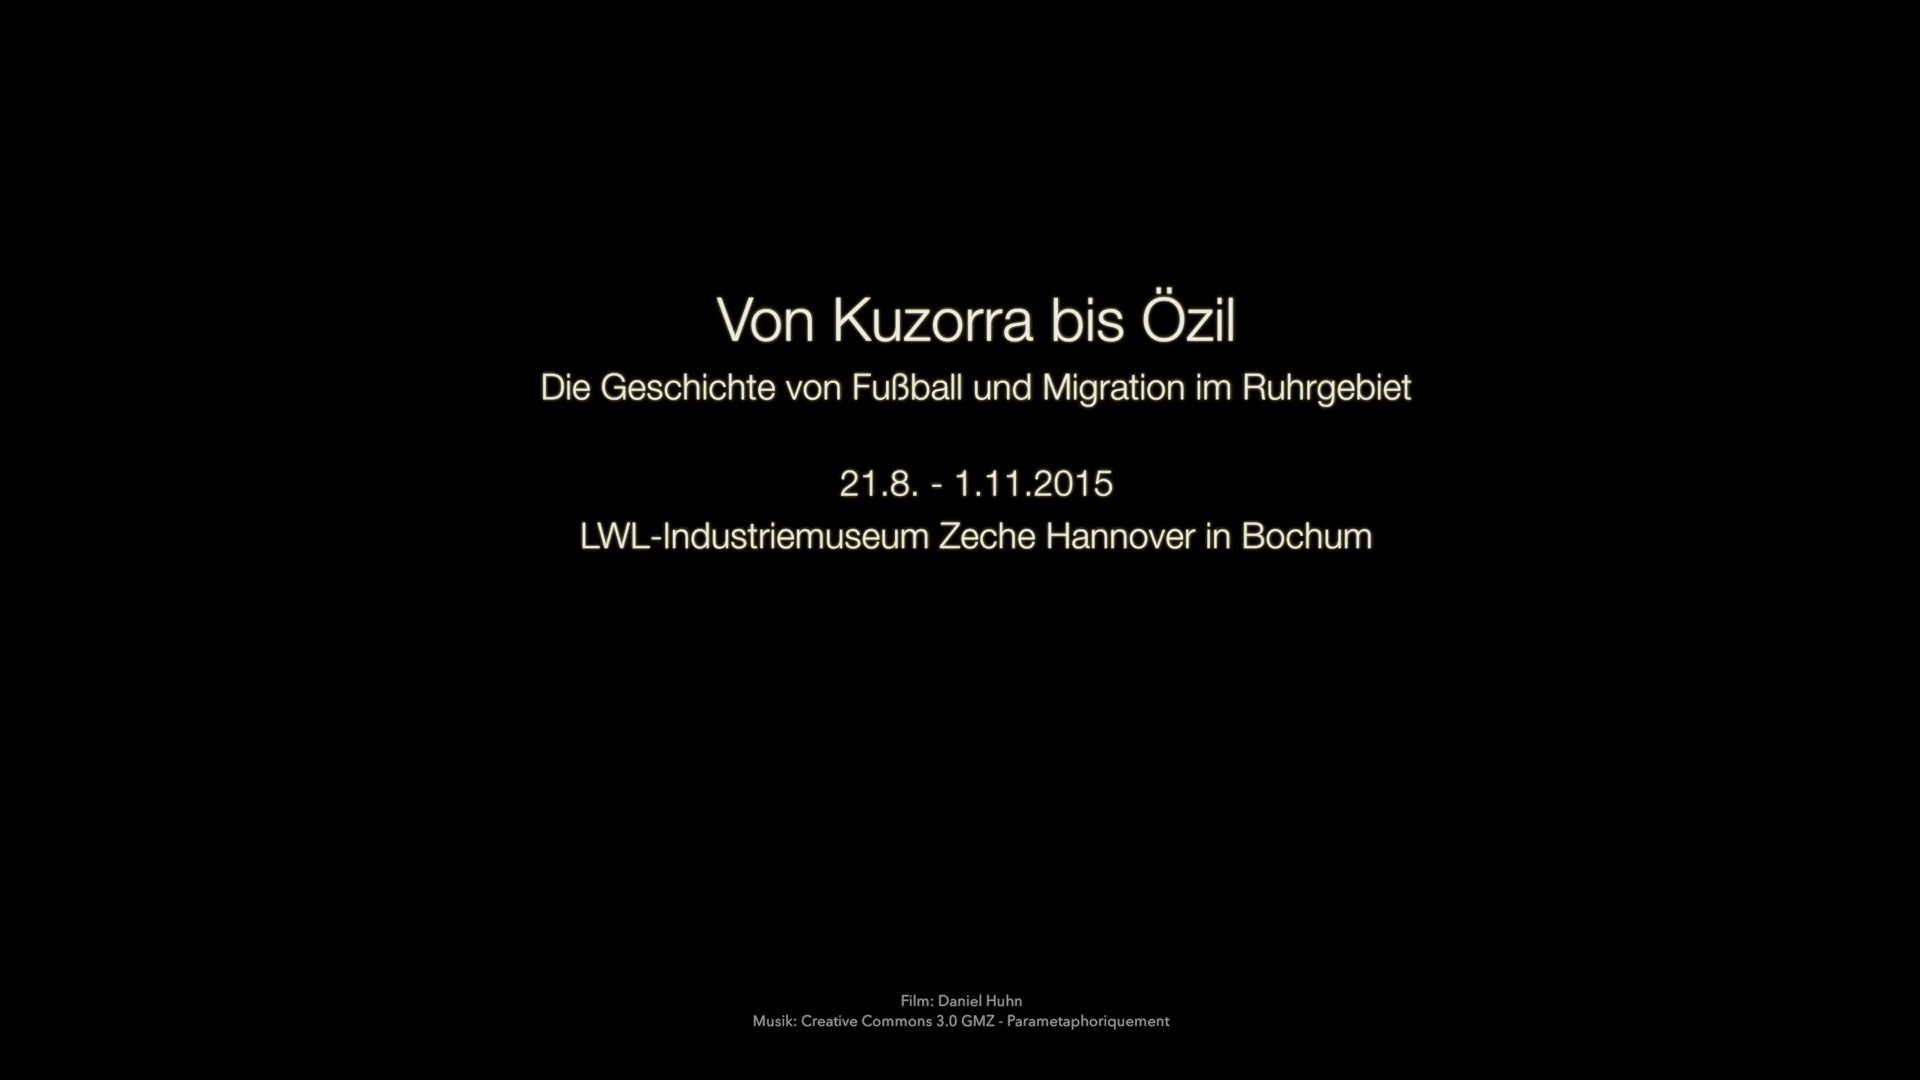 Von Kuzorra bis Özil
Die Geschichte von Fußball und Migration im Ruhrgebiet
21.8. - 1.11.2015
LWL-Industriemuseum Zeche Hannover in Bochum
Film: Daniel Huhn
Musik: Creative Commons 3.0 GMZ - Parametaphoriquement